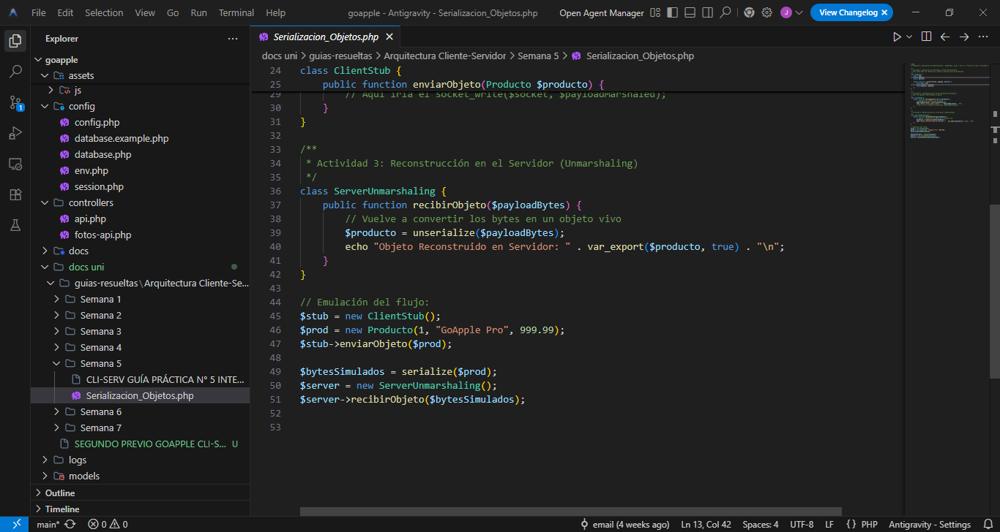 File Edit Selection View Go Run Terminal Help goapple - Antigravity - Serializacion_Objetos.php Open Agent Manager J View Changelog ×
Explorer
goapple
assets
js
config
config.php
database.example.php
database.php
env.php
session.php
controllers
api.php
fotos-api.php
docs
docs uni
guias-resueltas\Arquitectura Cliente-Se...
Semana 1
Semana 2
Semana 3
Semana 4
Semana 5
CLI-SERV GUÍA PRÁCTICA N° 5 INTE...
Serializacion_Objetos.php
Semana 6
Semana 7
SEGUNDO PREVIO GOAPPLE CLI-S... U
logs
models
Outline
Timeline
1
Serializacion_Objetos.php
docs uni > guias-resueltas > Arquitectura Cliente-Servidor > Semana 5 > Serializacion_Objetos.php
24 class ClientStub {
25 public function enviarObjeto(Producto $producto) {
29 // Aquí iría el socket_write($socket, $payloadMarshaled);
30 }
31 }
32
33 /**
34 * Actividad 3: Reconstrucción en el Servidor (Unmarshaling)
35 */
36 class ServerUnmarshaling {
37 public function recibirObjeto($payloadBytes) {
38 // Vuelve a convertir los bytes en un objeto vivo
39 $producto = unserialize($payloadBytes);
40 echo "Objeto Reconstruido en Servidor: " . var_export($producto, true) . "\n";
41 }
42 }
43
44 // Emulación del flujo:
45 $stub = new ClientStub();
46 $prod = new Producto(1, "GoApple Pro", 999.99);
47 $stub->enviarObjeto($prod);
48
49 $bytesSimulados = serialize($prod);
50 $server = new ServerUnmarshaling();
51 $server->recibirObjeto($bytesSimulados);
52
53
main* 0 0 email (4 weeks ago) Ln 13, Col 42 Spaces: 4 UTF-8 LF {} PHP Antigravity - Settings